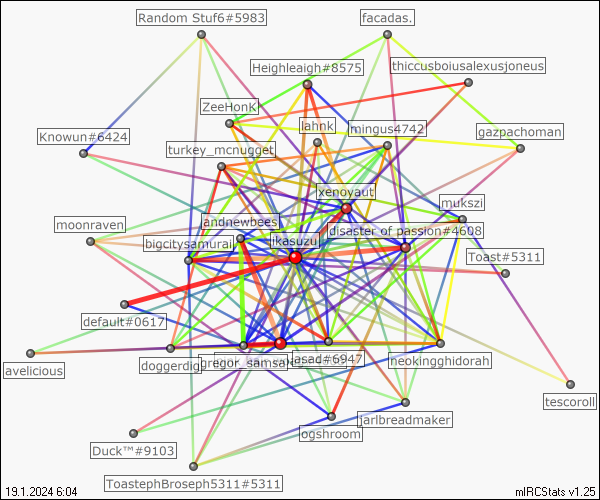 Random Stuf6#5983
facadas.
Heighleaigh#8575
thiccusboiusalexusjoneus
ZeeHonK
lahnk
mingus4742
gazpachoman
Knowun#6424
turkey_mcnugget
xenoyaut
mukszi
andnewbees
disaster of passion#4608
moonraven
bigcitysamurai
ikasuzu
Toast#5311
default#0617
avelicious
doggerdig
gregor_samsa
asad#6947
neokingghidorah
tescoroll
ogshroom
jarlbreadmaker
Duck™#9103
ToastephBroseph5311#5311
19.1.2024 6:04
mIRCStats v1.25